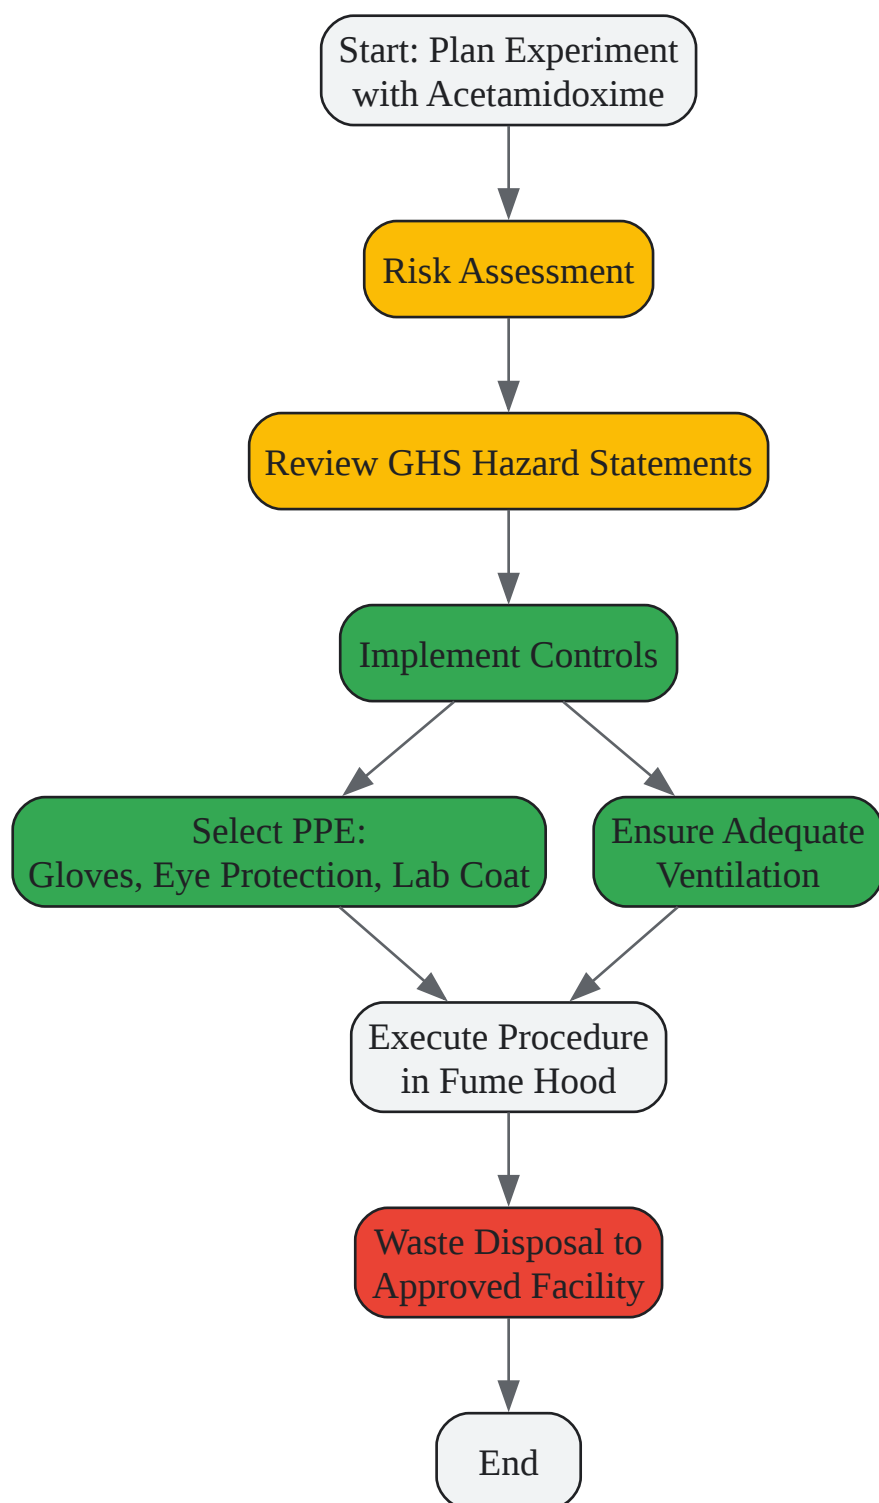 Start: Plan Experiment
with Acetamidoxime
Risk Assessment
Review GHS Hazard Statements
Implement Controls
Select PPE:
Gloves, Eye Protection, Lab Coat
Ensure Adequate
Ventilation
Execute Procedure
in Fume Hood
Waste Disposal to
Approved Facility
End